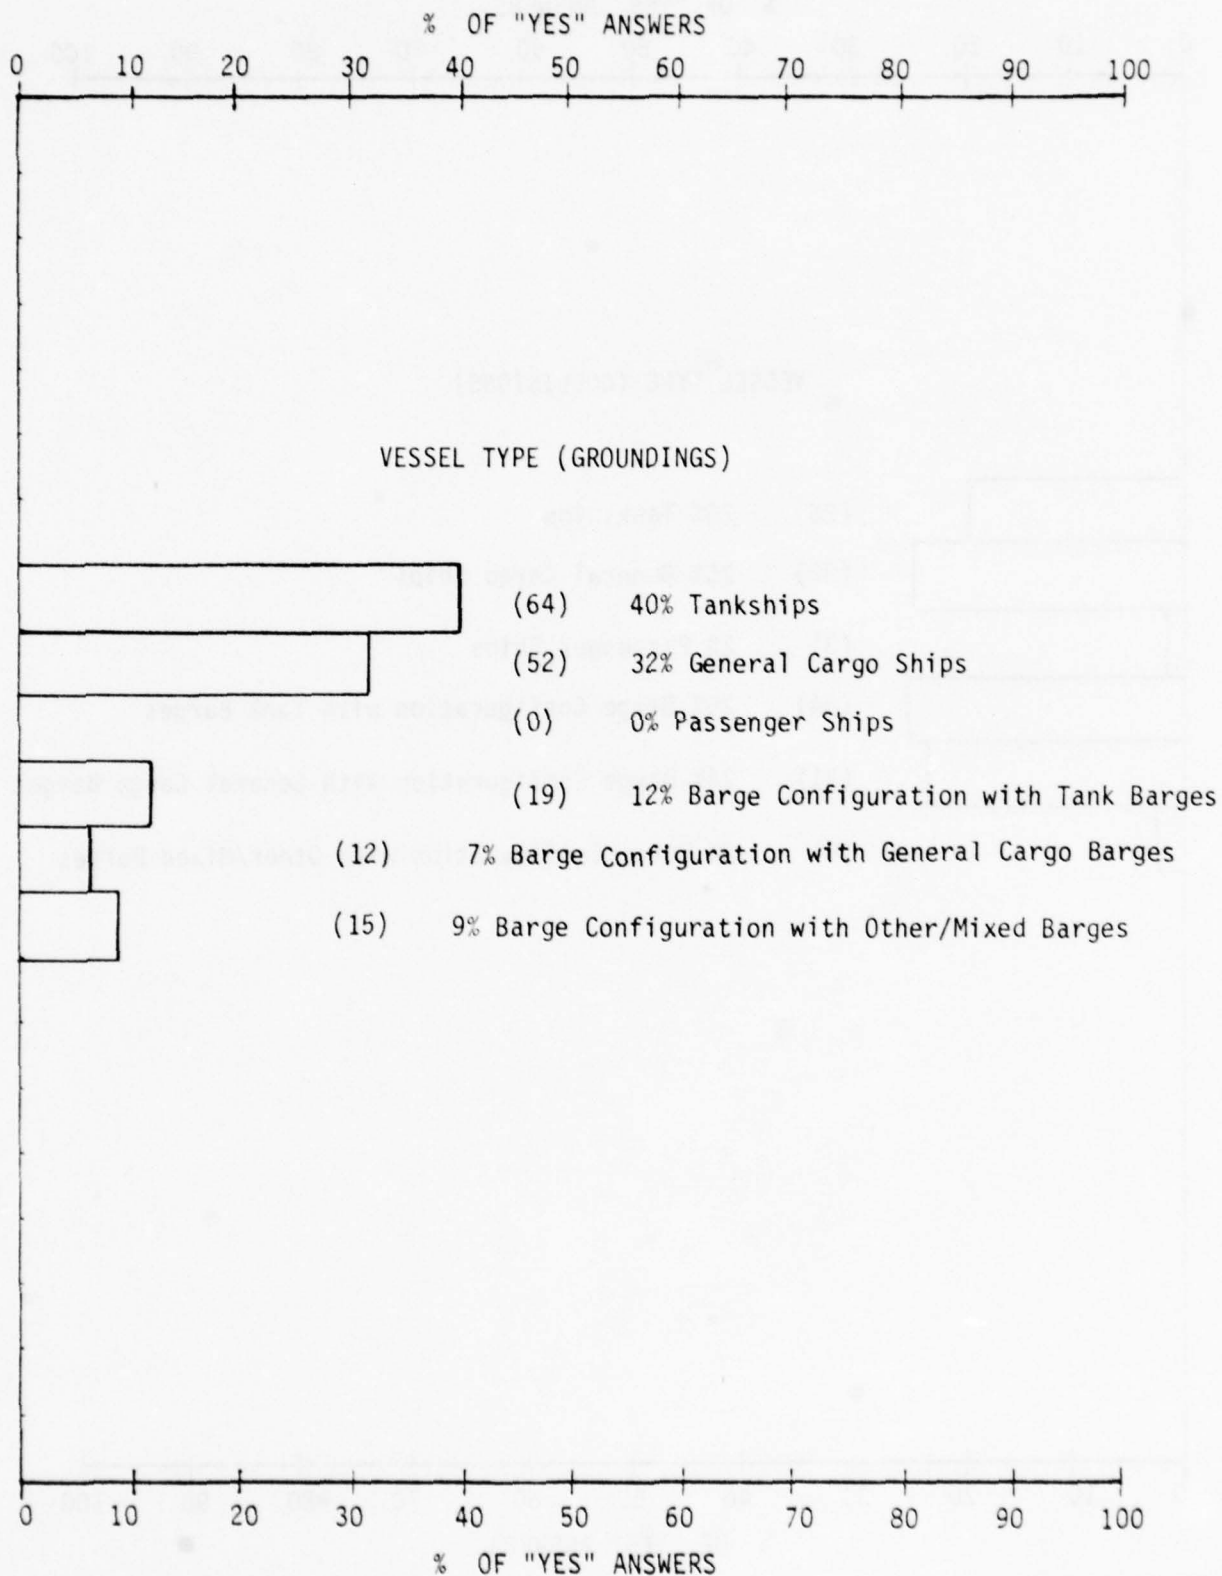 % OF "YES" ANSWERS
0 10 20 30 40 50 60 70 80 90 100
VESSEL TYPE (GROUNDINGS)
(64) 40% Tankships
(52) 32% General Cargo Ships
(0) 0% Passenger Ships
(19) 12% Barge Configuration with Tank Barges
(12) 7% Barge Configuration with General Cargo Barges
(15) 9% Barge Configuration with Other/Mixed Barges
0 10 20 30 40 50 60 70 80 90 100
% OF "YES" ANSWERS